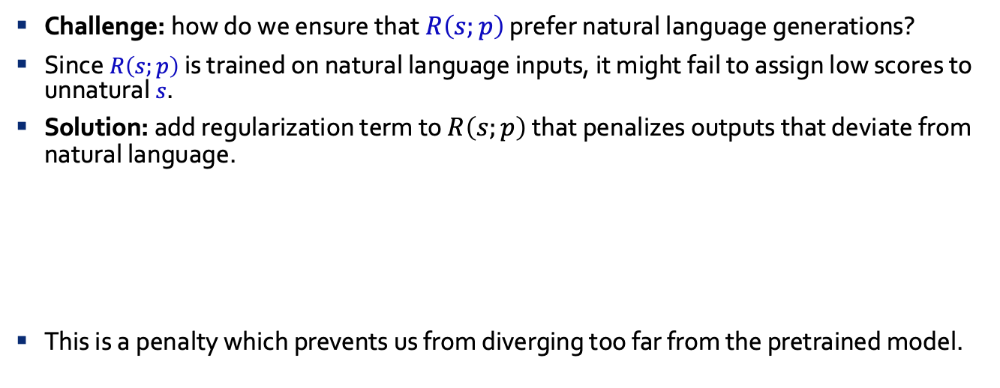 ▪ Challenge: how do we ensure that R(s; p) prefer natural language generations?
▪ Since R(s; p) is trained on natural language inputs, it might fail to assign low scores to
unnatural s.
▪ Solution: add regularization term to R(s; p) that penalizes outputs that deviate from
natural language.
▪ This is a penalty which prevents us from diverging too far from the pretrained model.